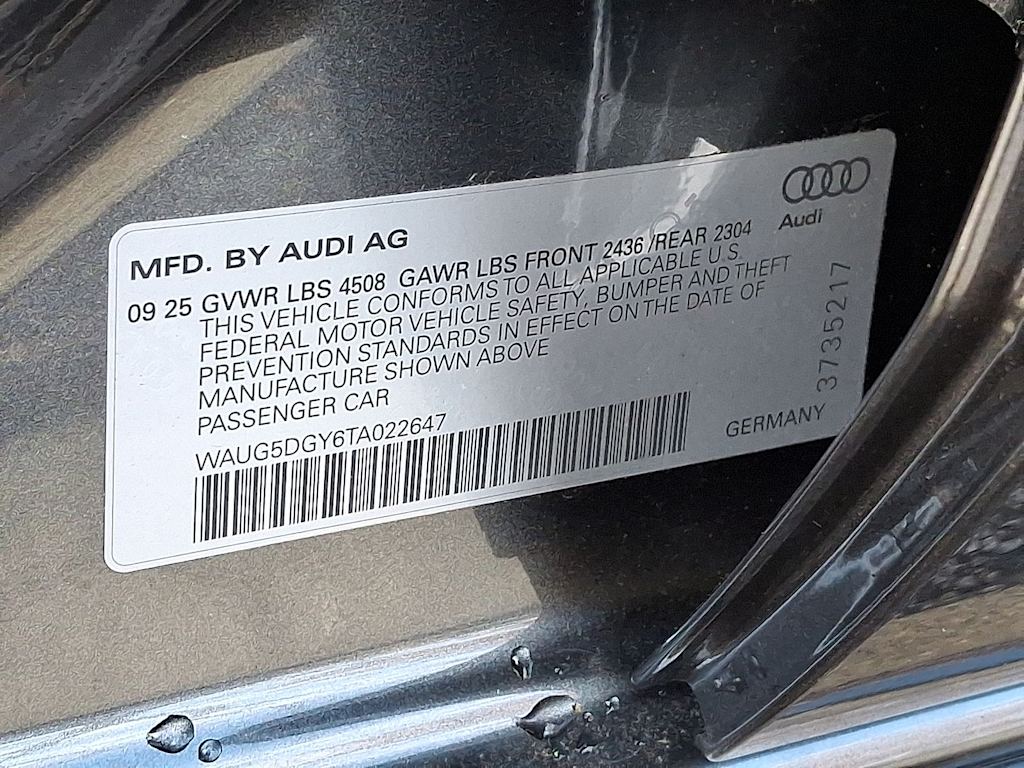 Audi
MFD. BY AUDI AG
09 25 GVWR LBS 4508 GAWR LBS FRONT 2436 /REAR 2304
THIS VEHICLE CONFORMS TO ALL APPLICABLE U.S.
FEDERAL MOTOR VEHICLE SAFETY, BUMPER AND THEFT
PREVENTION STANDARDS IN EFFECT ON THE DATE OF
MANUFACTURE SHOWN ABOVE
PASSENGER CAR
WAUG5DGY6TA022647
GERMANY
3735217